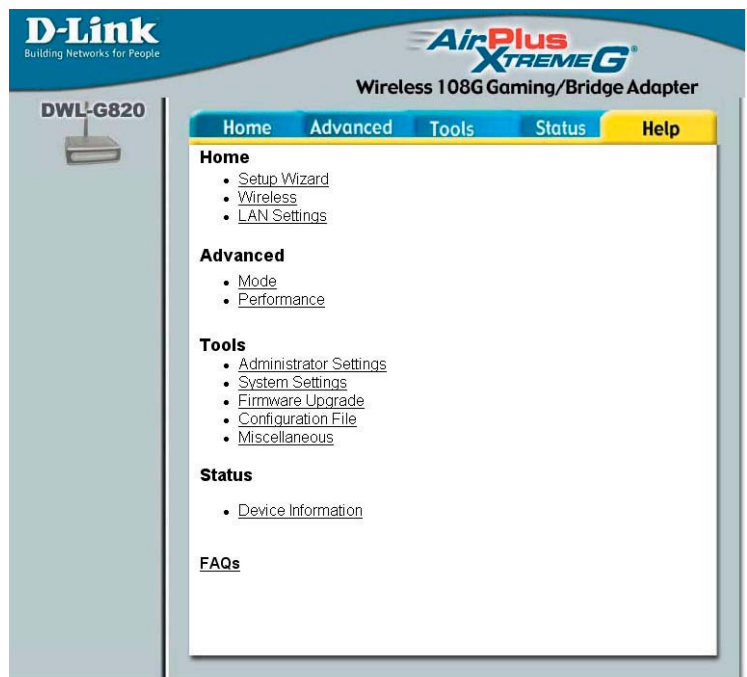 D-Link
Building Networks for People
AirPlus
XTREME G®
Wireless 108G Gaming/Bridge Adapter
DWL-G820
Home Advanced Tools Status Help
Home
• Setup Wizard
• Wireless
• LAN Settings
Advanced
• Mode
• Performance
Tools
• Administrator Settings
• System Settings
• Firmware Upgrade
• Configuration File
• Miscellaneous
Status
• Device Information
FAQs